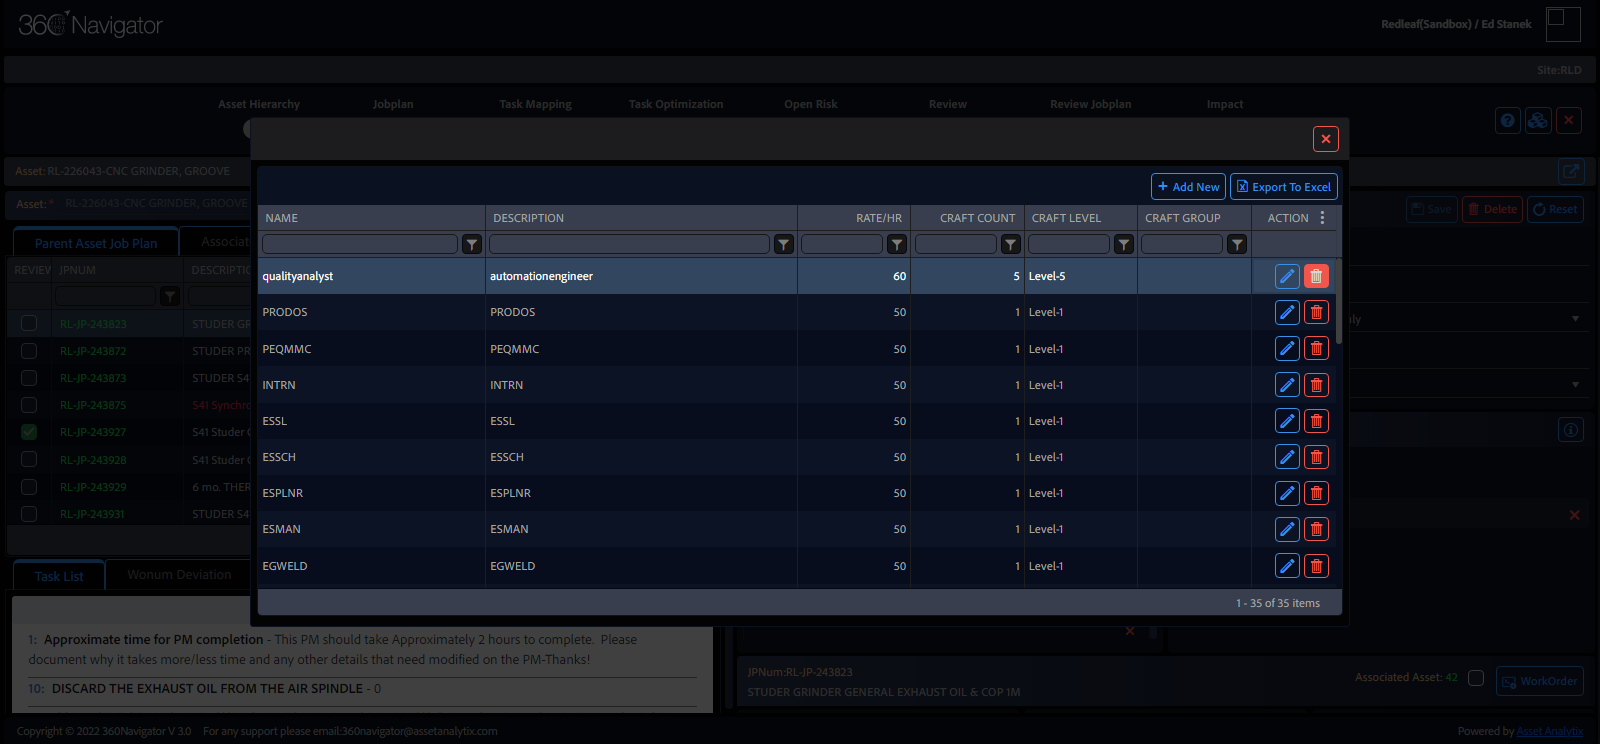 360 Navigator
Redleaf(Sandbox) / Ed Stanek
Site:RLD
Asset Hierarchy Jobplan Task Mapping Task Optimization Open Risk Review Review Jobplan Impact
Asset: RL-226043-CNC GRINDER, GROOVE
Asset:* RL-226043-CNC GRINDER, GROOVE
Save Delete Reset
Parent Asset Job Plan Associat
REVIEW JPNUM DESCRIPTIO
RL-JP-243823 STUDER GR
RL-JP-243872 STUDER PR
RL-JP-243873 STUDER S4
RL-JP-243875 S41 Synchro
RL-JP-243927 S41 Studer C
RL-JP-243928 S41 Studer C
RL-JP-243929 6 mo. THER
RL-JP-243931 STUDER S4
Add New Export To Excel
NAME DESCRIPTION RATE/HR CRAFT COUNT CRAFT LEVEL CRAFT GROUP ACTION
qualityanalyst automationengineer 60 5 Level-5
PRODOS PRODOS 50 1 Level-1
PEQMMC PEQMMC 50 1 Level-1
INTRN INTRN 50 1 Level-1
ESSL ESSL 50 1 Level-1
ESSCH ESSCH 50 1 Level-1
ESPLNR ESPLNR 50 1 Level-1
ESMAN ESMAN 50 1 Level-1
EGWELD EGWELD 50 1 Level-1
1 - 35 of 35 items
Task List Wonum Deviation
1: Approximate time for PM completion - This PM should take Approximately 2 hours to complete. Please
document why it takes more/less time and any other details that need modified on the PM-Thanks!
10: DISCARD THE EXHAUST OIL FROM THE AIR SPINDLE - 0
JPNum:RL-JP-243823
STUDER GRINDER GENERAL EXHAUST OIL & COP 1M
Associated Asset: 42 WorkOrder
Copyright © 2022 360Navigator V 3.0 For any support please email:360navigator@assetanalytix.com
Powered by Asset Analytix